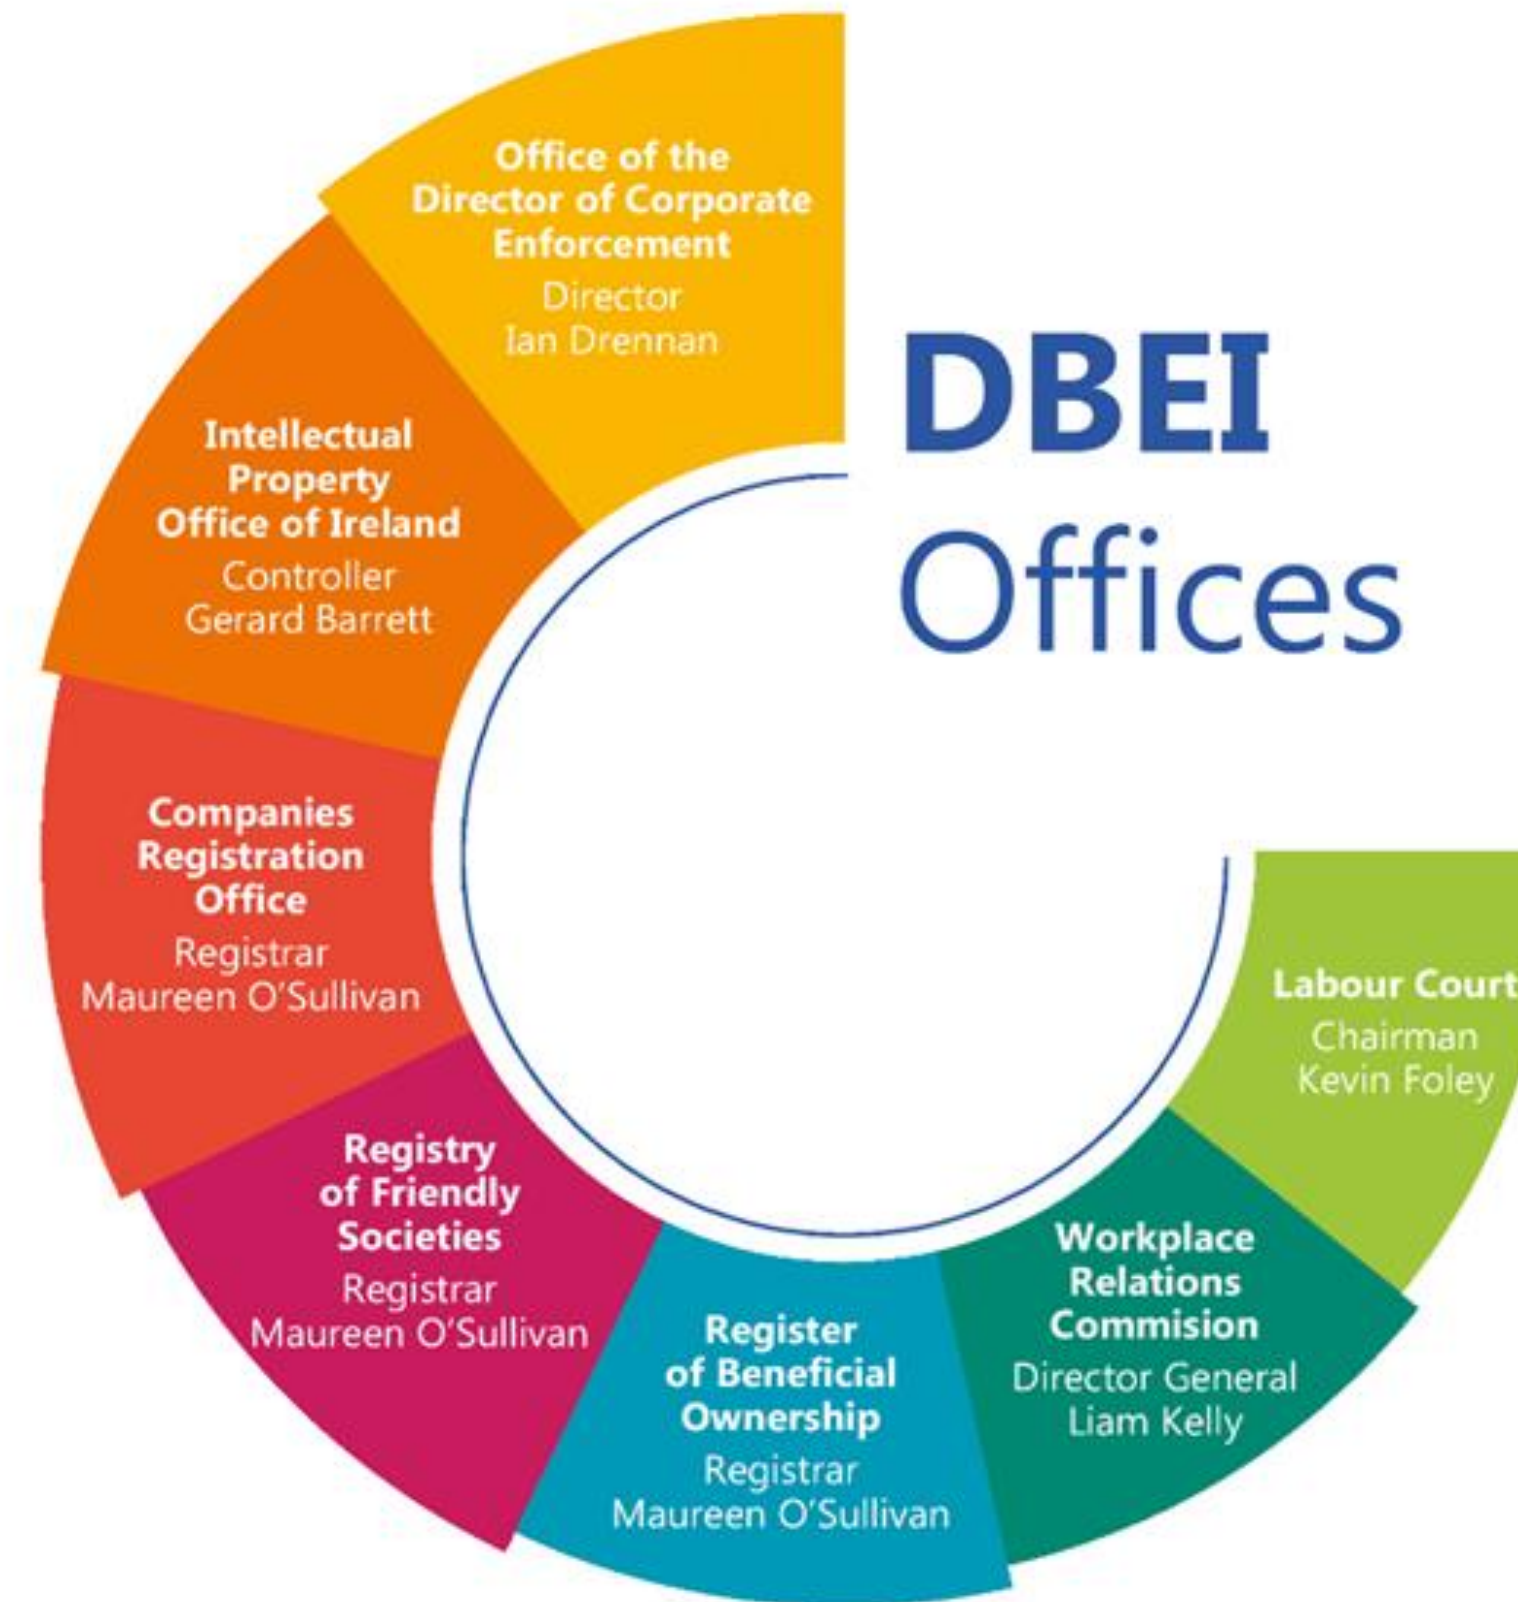 DBEI
Offices
Office of the
Director of Corporate
Enforcement
Director
Ian Drennan
Intellectual
Property
Office of Ireland
Controller
Gerard Barrett
Companies
Registration
Office
Registrar
Maureen O'Sullivan
Registry
of Friendly
Societies
Registrar
Maureen O'Sullivan
Register
of Beneficial
Ownership
Registrar
Maureen O'Sullivan
Workplace
Relations
Commision
Director General
Liam Kelly
Labour Court
Chairman
Kevin Foley